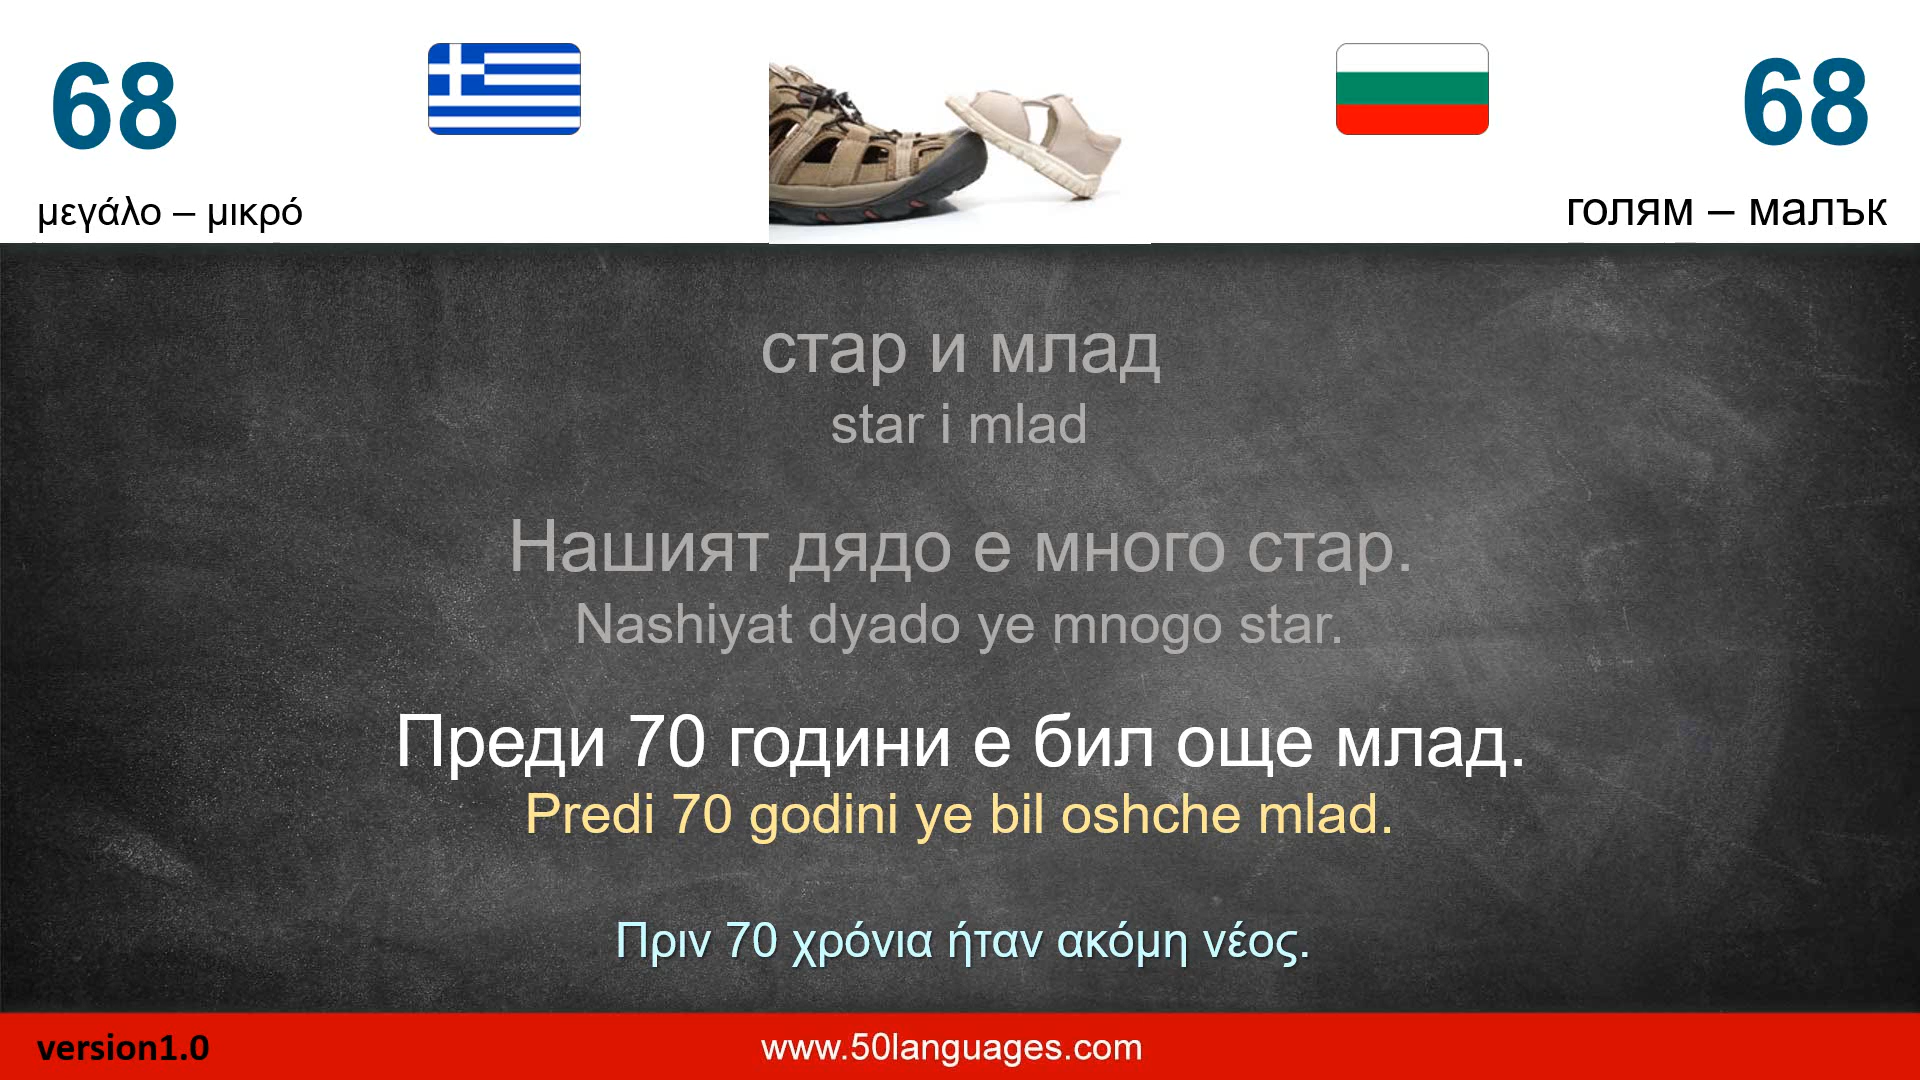 68
68
μεγάλο – μικρό
голям – малък
стар и млад
star i mlad
Нашият дядо е много стар.
Nashiyat dyado ye mnogo star.
Преди 70 години е бил още млад.
Predi 70 godini ye bil oshche mlad.
Πριν 70 χρόνια ήταν ακόμη νέος.
version1.0
www.50languages.com